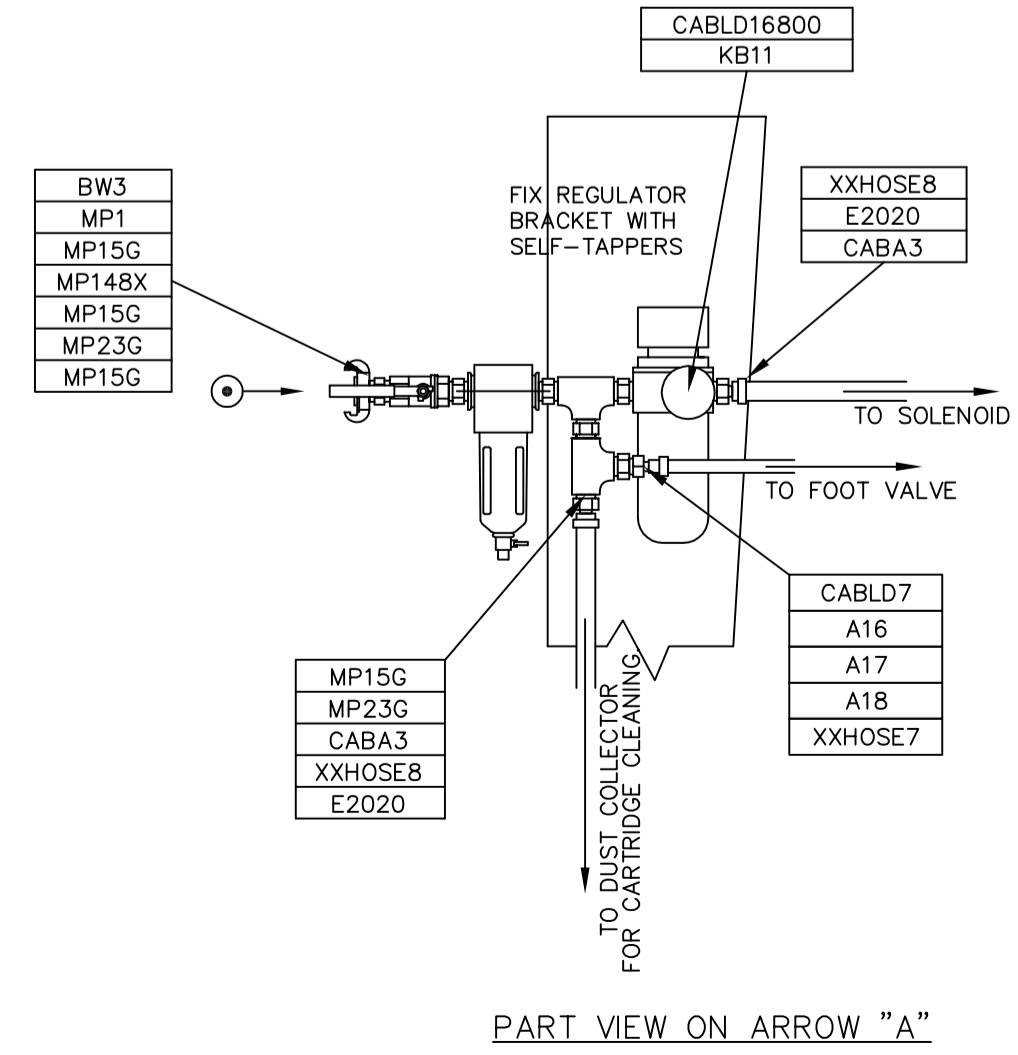 CABLD16800
KB11
BW3
MP1
MP15G
MP148X
MP15G
MP23G
MP15G
FIX REGULATOR
BRACKET WITH
SELF-TAPPERS
XXHOSE8
E2020
CABA3
TO SOLENOID
TO FOOT VALVE
CABLD7
A16
A17
A18
XXHOSE7
MP15G
MP23G
CABA3
XXHOSE8
E2020
TO DUST COLLECTOR
FOR CARTRIDGE CLEANING.
PART VIEW ON ARROW "A"